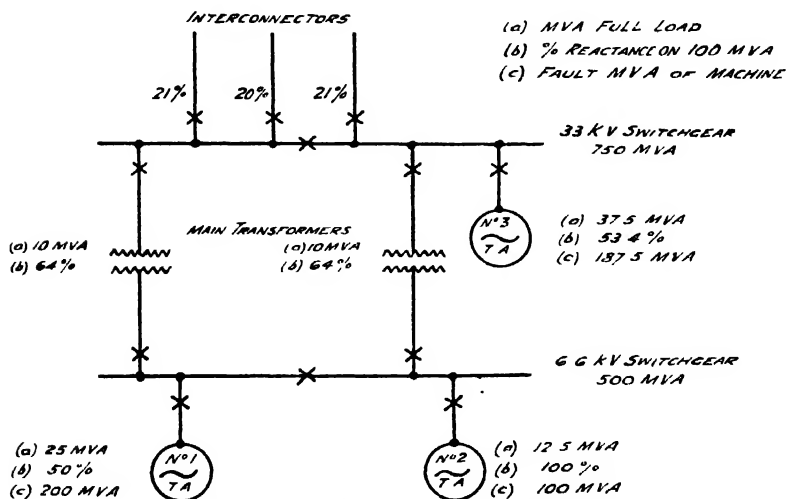 INTERCONNECTORS
(a) MVA FULL LOAD
(b) % REACTANCE ON 100 MVA
(c) FAULT MVA OF MACHINE
21% 20% 21%
33 KV SWITCHGEAR
750 MVA
MAIN TRANSFORMERS
(a) 10 MVA
(b) 64%
(a) 10 MVA
(b) 64%
Nº3
TA
(a) 37 5 MVA
(b) 53 4 %
(c) 187 5 MVA
6 6 KV SWITCHGEAR
500 MVA
(a) 25 MVA
(b) 50 %
(c) 200 MVA
Nº1
TA
Nº2
TA
(a) 12 5 MVA
(b) 100 %
(c) 100 MVA